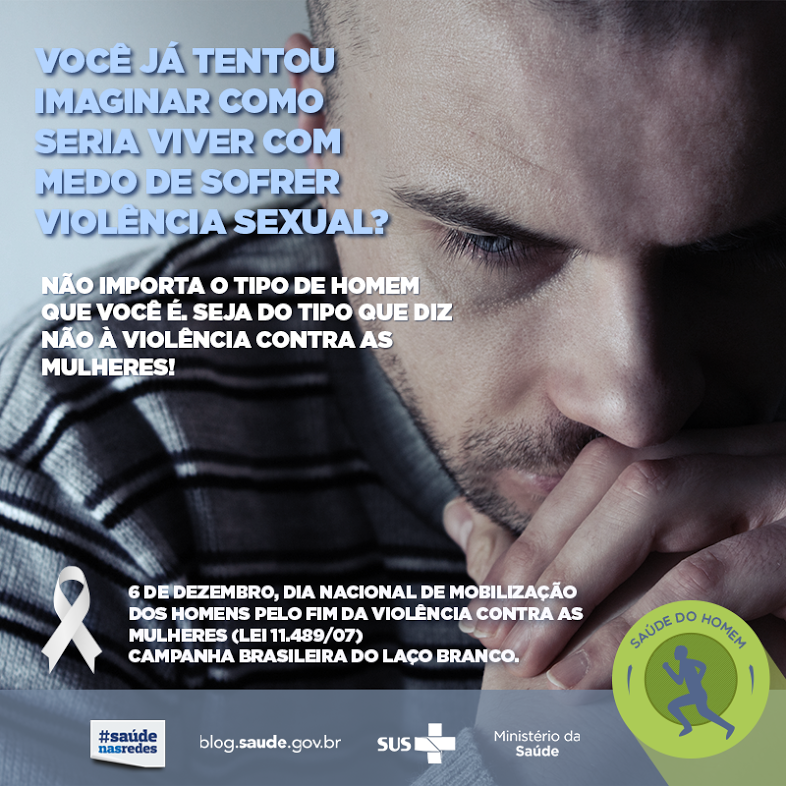 VOCÊ JÁ TENTOU
IMAGINAR COMO
SERIA VIVER COM
MEDO DE SOFRER
VIOLÊNCIA SEXUAL?
NÃO IMPORTA O TIPO DE HOMEM
QUE VOCÊ É. SEJA DO TIPO QUE DIZ
NÃO À VIOLÊNCIA CONTRA AS
MULHERES!
6 DE DEZEMBRO, DIA NACIONAL DE MOBILIZAÇÃO
DOS HOMENS PELO FIM DA VIOLÊNCIA CONTRA AS
MULHERES (LEI 11.489/07)
CAMPANHA BRASILEIRA DO LAÇO BRANCO.
SAÚDE DO HOMEM
#saúde
nasredes
blog.saude.gov.br
SUS
Ministério da
Saúde